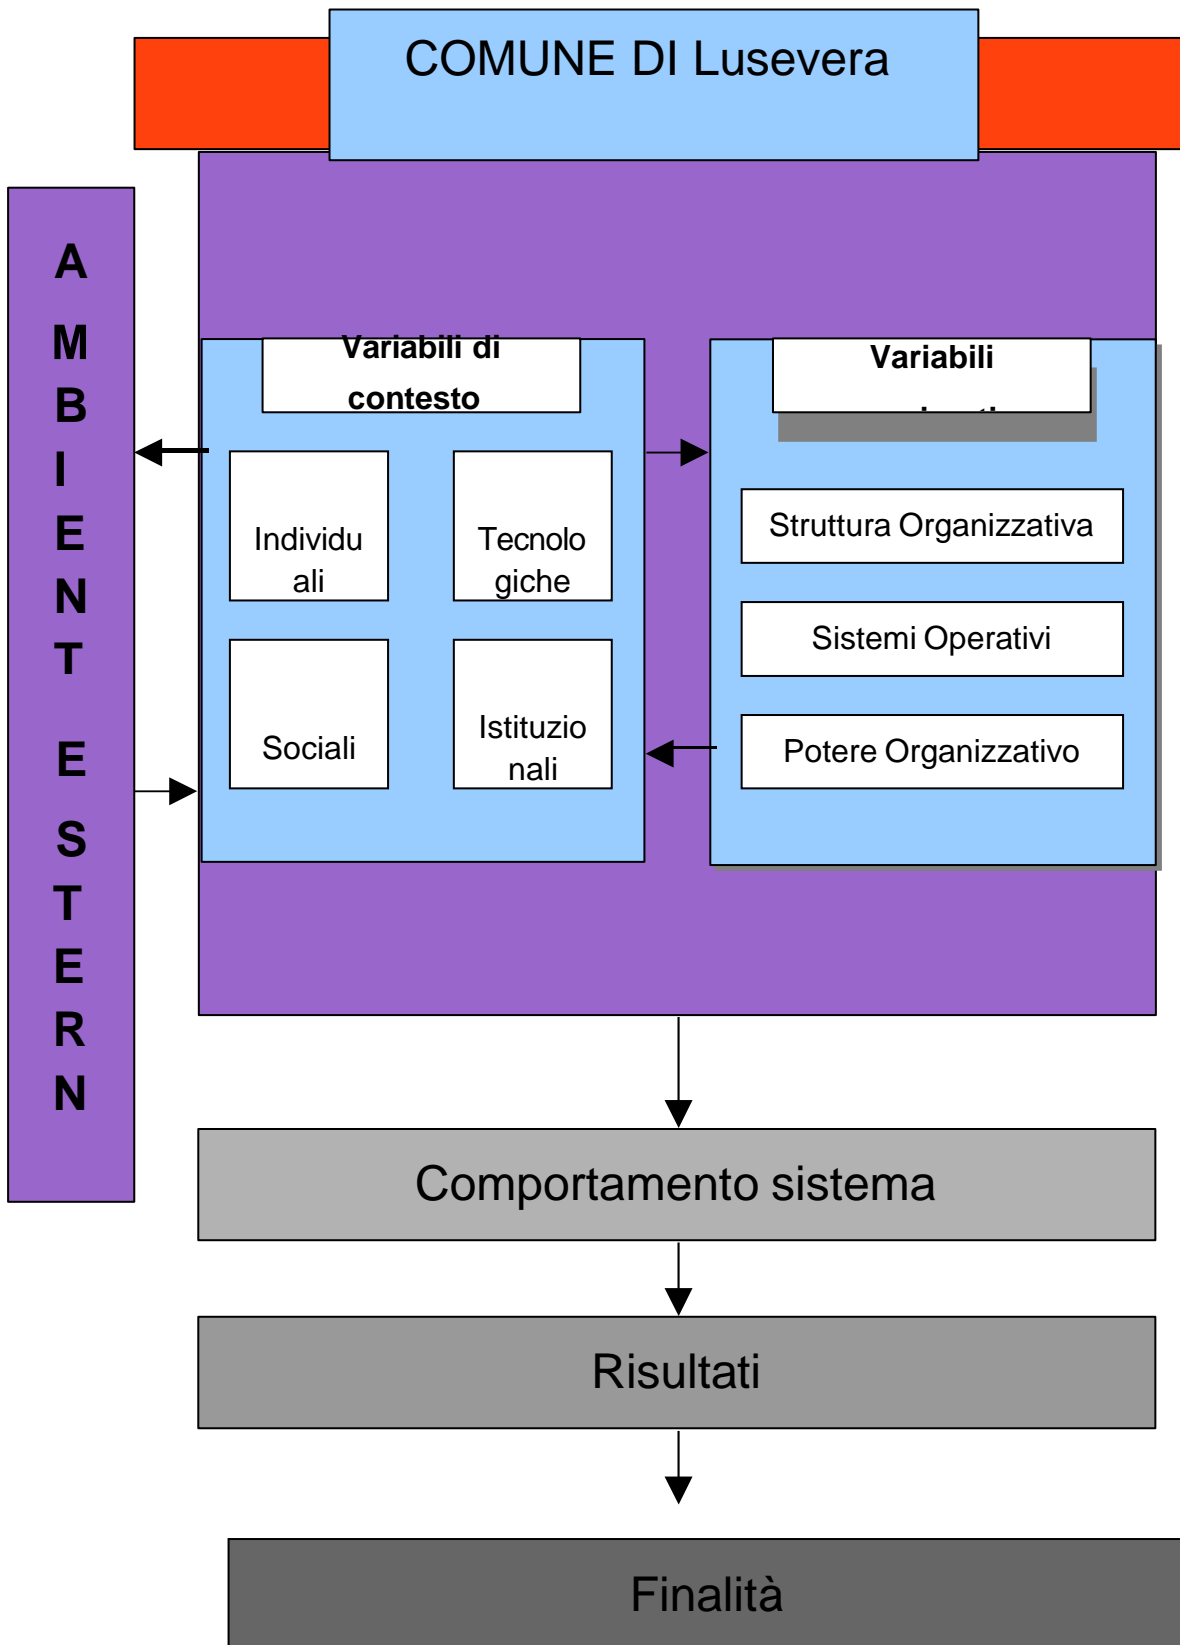 COMUNE DI Lusevera
A
M
B
I
E
N
T
E
S
T
E
R
N
Variabili di
contesto
Individu
ali
Tecnolo
giche
Sociali
Istituzio
nali
Variabili
Struttura Organizzativa
Sistemi Operativi
Potere Organizzativo
Comportamento sistema
Risultati
Finalità